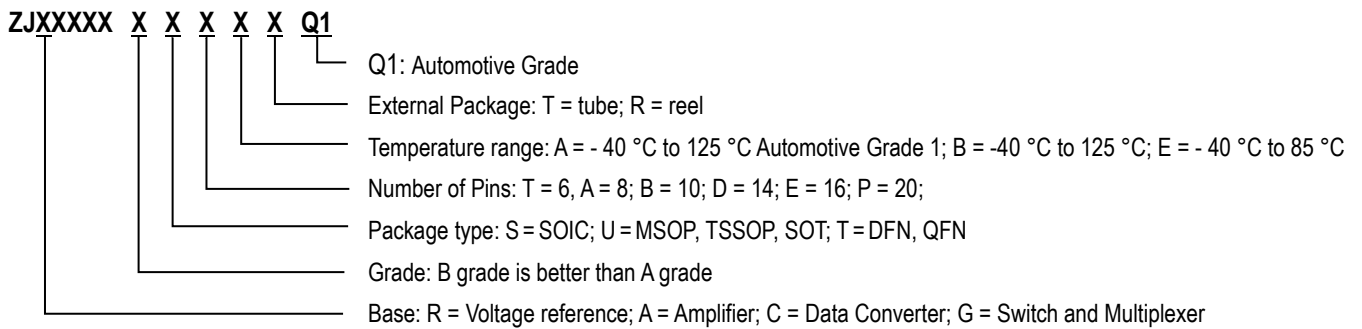 ZJXXXXX X X X X X Q1
Q1: Automotive Grade
External Package: T = tube; R = reel
Temperature range: A = - 40 °C to 125 °C Automotive Grade 1; B = -40 °C to 125 °C; E = - 40 °C to 85 °C
Number of Pins: T = 6, A = 8; B = 10; D = 14; E = 16; P = 20;
Package type: S = SOIC; U = MSOP, TSSOP, SOT; T = DFN, QFN
Grade: B grade is better than A grade
Base: R = Voltage reference; A = Amplifier; C = Data Converter; G = Switch and Multiplexer